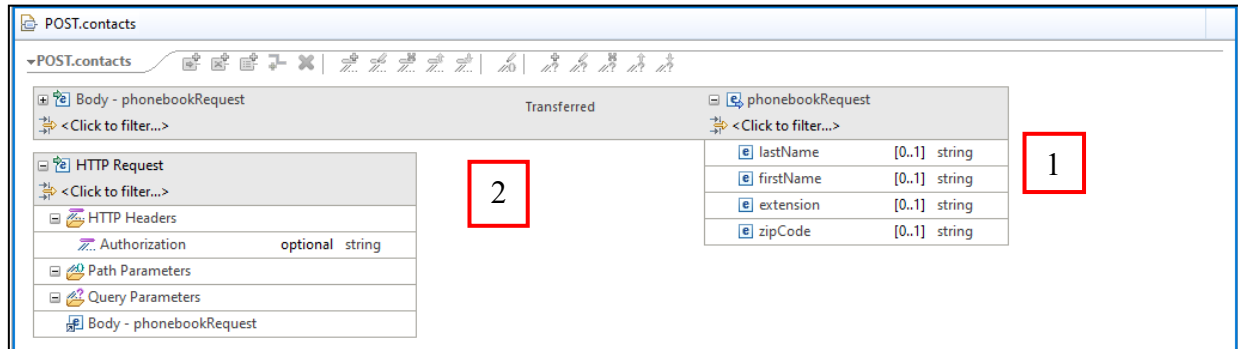 POST.contacts
POST.contacts
Body - phonebookRequest
Transferred
phonebookRequest
<Click to filter...>
<Click to filter...>
lastName [0..1] string
1
HTTP Request
firstName [0..1] string
<Click to filter...>
2
extension [0..1] string
HTTP Headers
zipCode [0..1] string
Authorization optional string
Path Parameters
Query Parameters
Body - phonebookRequest